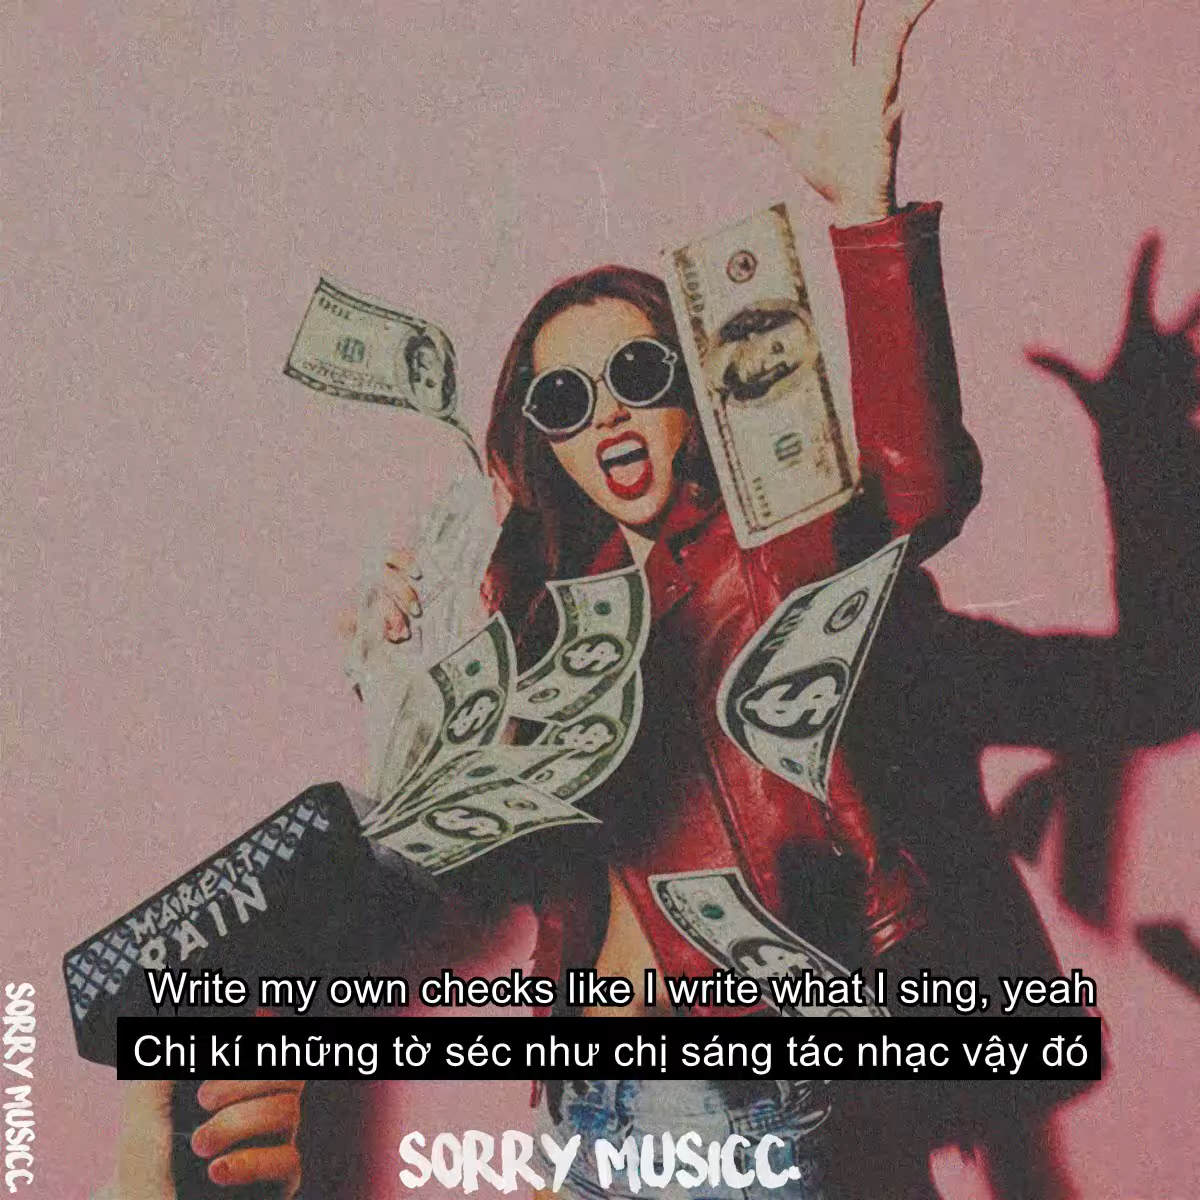 MAKE IT
RAIN
Write my own checks like I write what I sing, yeah
Chị kí những tờ séc như chị sáng tác nhạc vậy đó
SORRY MUSICC.
SORRY MUSICC.